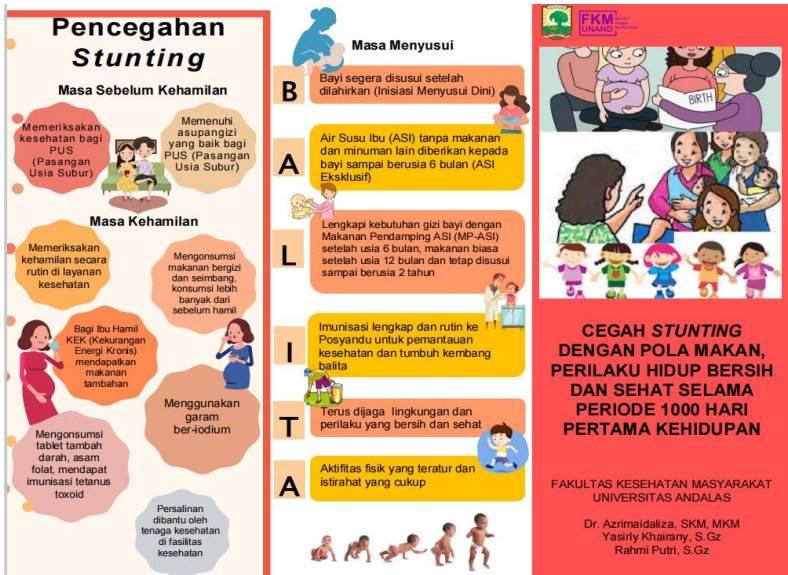 Pencegahan
Stunting
Masa Sebelum Kehamilan
Memeriksakan
kesehatan bagi
PUS
(Pasangan
Usia Subur)
Memenuhi
asupangizi
yang baik bagi
PUS (Pasangan
Usia Subur)
Masa Kehamilan
Memeriksakan
kehamilan secara
rutin di layanan
kesehatan
Mengonsumsi
makanan bergizi
dan seimbang,
konsumsi lebih
banyak dari
sebelum hamil
Bagi Ibu Hamil
KEK (Kekurangan
Energi Kronis)
mendapatkan
makanan
tambahan
Menggunakan
garam
ber-iodium
Mengonsumsi
tablet tambah
darah, asam
folat, mendapat
imunisasi tetanus
toxoid
Persalinan
dibantu oleh
tenaga kesehatan
di fasilitas
kesehatan
Masa Menyusui
B
Bayi segera disusui setelah
dilahirkan (Inisiasi Menyusui Dini)
A
Air Susu Ibu (ASI) tanpa makanan
dan minuman lain diberikan kepada
bayi sampai berusia 6 bulan (ASI
Eksklusif)
L
Lengkapi kebutuhan gizi bayi dengan
Makanan Pendamping ASI (MP-ASI)
setelah usia 6 bulan, makanan biasa
setelah usia 12 bulan dan tetap disusui
sampai berusia 2 tahun
I
Imunisasi lengkap dan rutin ke
Posyandu untuk pemantauan
kesehatan dan tumbuh kembang
balita
T
Terus dijaga lingkungan dan
perilaku yang bersih dan sehat
A
Aktifitas fisik yang teratur dan
istirahat yang cukup
FKM
UNAND
BIRTH
CEGAH STUNTING
DENGAN POLA MAKAN,
PERILAKU HIDUP BERSIH
DAN SEHAT SELAMA
PERIODE 1000 HARI
PERTAMA KEHIDUPAN
FAKULTAS KESEHATAN MASYARAKAT
UNIVERSITAS ANDALAS
Dr. Azrimaidaliza, SKM, MKM
Yasirly Khairany, S.Gz
Rahmi Putri, S.Gz